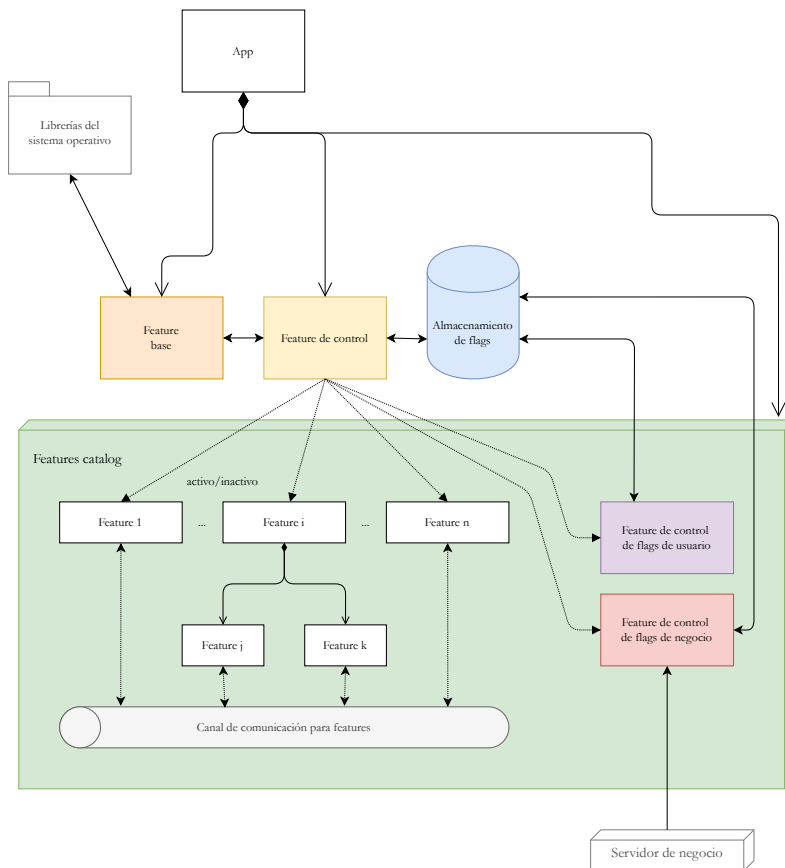 App
Librerías del
sistema operativo
Feature
base
Feature de control
Almacenamiento
de flags
Features catalog
activo/inactivo
Feature 1
...
Feature i
...
Feature n
Feature de control
de flags de usuario
Feature j
Feature k
Feature de control
de flags de negocio
Canal de comunicación para features
Servidor de negocio